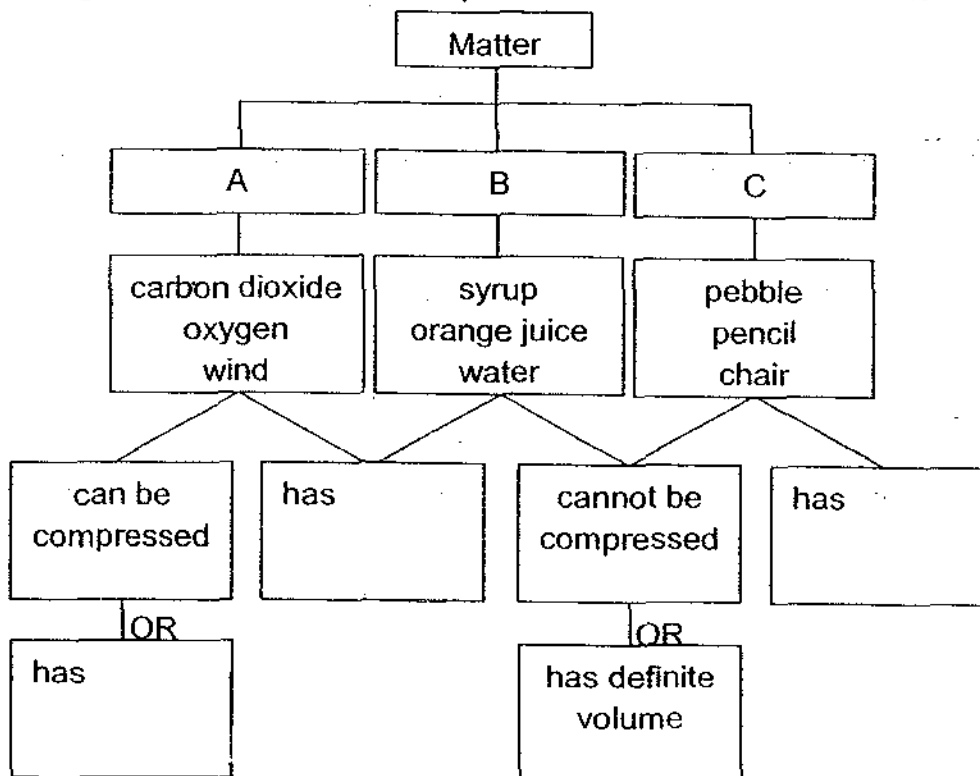 Matter
A
B
C
carbon dioxide
oxygen
wind
syrup
orange juice
water
pebble
pencil
chair
can be
compressed
has
cannot be
compressed
has
OR
OR
has
has definite
volume